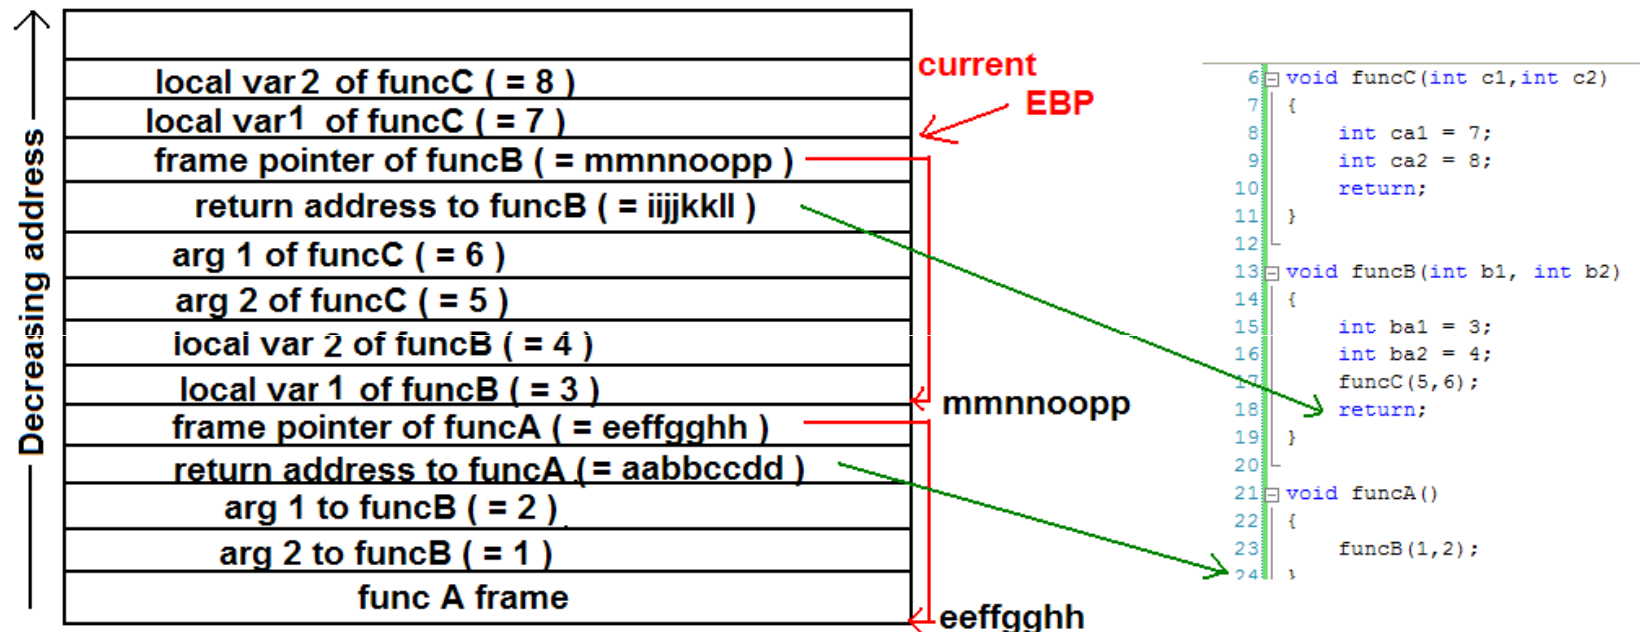 Decreasing address
local var 2 of funcC ( = 8 )
local var1 of funcC ( = 7 )
frame pointer of funcB ( = mmnnoopp )
return address to funcB ( = iijjkkll )
arg 1 of funcC ( = 6 )
arg 2 of funcC ( = 5 )
local var 2 of funcB ( = 4 )
local var 1 of funcB ( = 3 )
frame pointer of funcA ( = eeffgghh )
return address to funcA ( = aabbccdd )
arg 1 to funcB ( = 2 )
arg 2 to funcB ( = 1 )
func A frame
current
EBP
mmnnoopp
eeffgghh
6 void funcC(int c1,int c2)
7 {
8 int ca1 = 7;
9 int ca2 = 8;
10 return;
11 }
12
13 void funcB(int b1, int b2)
14 {
15 int ba1 = 3;
16 int ba2 = 4;
17 funcC(5,6);
18 return;
19 }
20
21 void funcA()
22 {
23 funcB(1,2);
24 }